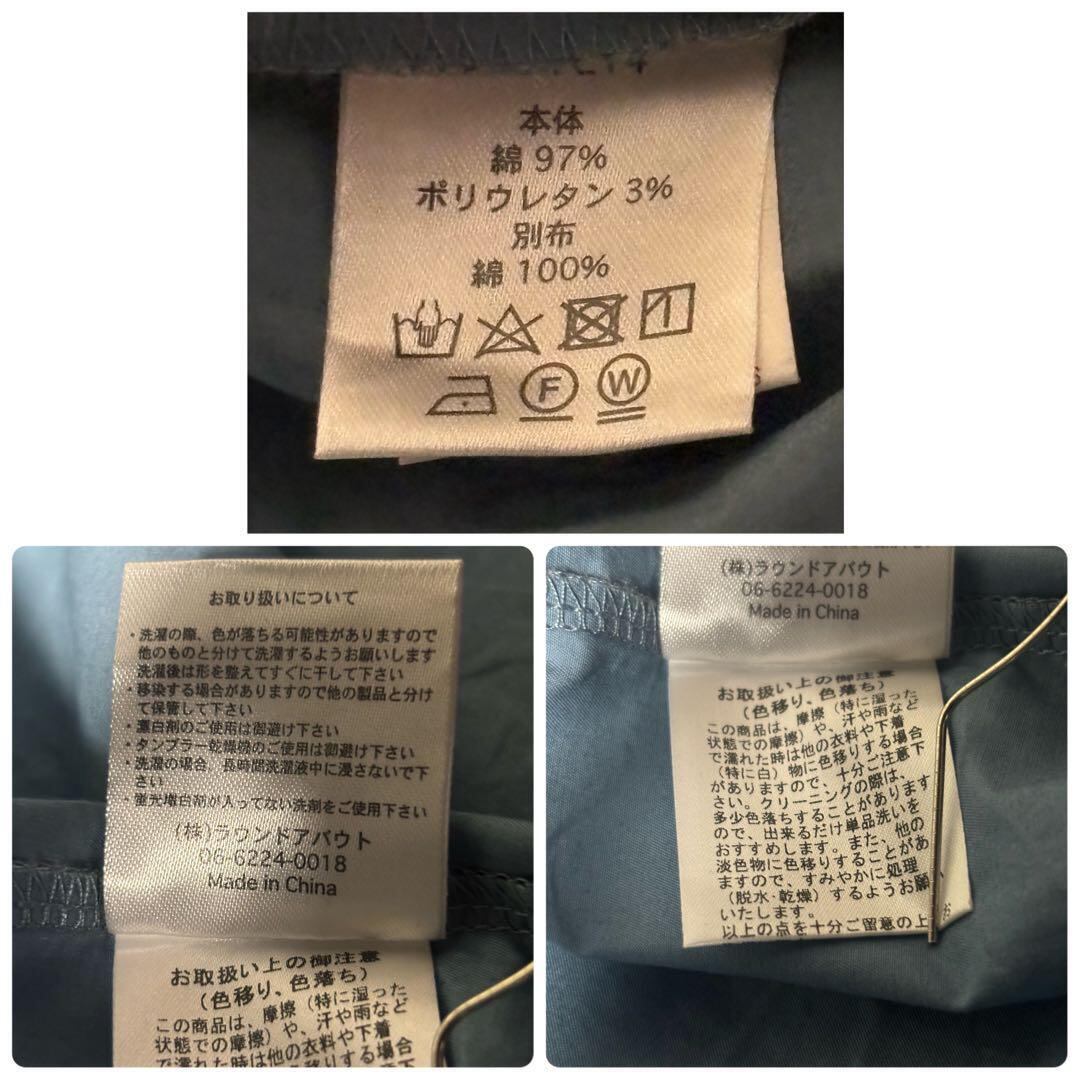 本体
綿 97%
ポリウレタン 3%
別布
綿 100%
F W
お取り扱いについて
・洗濯の際、色が落ちる可能性がありますので
他のものと分けて洗濯するようお願いします
洗濯後は形を整えてすぐに干して下さい
・移染する場合がありますので他の製品と分け
て保管して下さい
・漂白剤のご使用は御避け下さい
・タンブラー乾燥機のご使用は御避け下さい
・洗濯の場合、長時間洗濯液中に浸さないで下
さい
・蛍光増白剤が入ってない洗剤をご使用下さい
(株)ラウンドアバウト
06-6224-0018
Made in China
お取扱い上の御注意
(色移り、色落ち)
この商品は、摩擦(特に湿った
状態での摩擦)や、汗や雨など
で濡れた時は他の衣料や下着
(株)ラウンドアバウト
06-6224-0018
Made in China
お取扱い上の御注意
(色移り、色落ち)
この商品は、摩擦(特に湿った
状態での摩擦)や、汗や雨など
で濡れた時は他の衣料や下着
(特に白)物に色移りする場合
がありますので、十分ご注意下
さい。クリーニングの際は、
多少色落ちすることがあります
ので、出来るだけ単品洗いを
おすすめします。また、他の
淡色物に色移りすることがあ
ますので、すみやかに処理
(脱水・乾燥)するようお願
いたします。
以上の点を十分ご留意の上